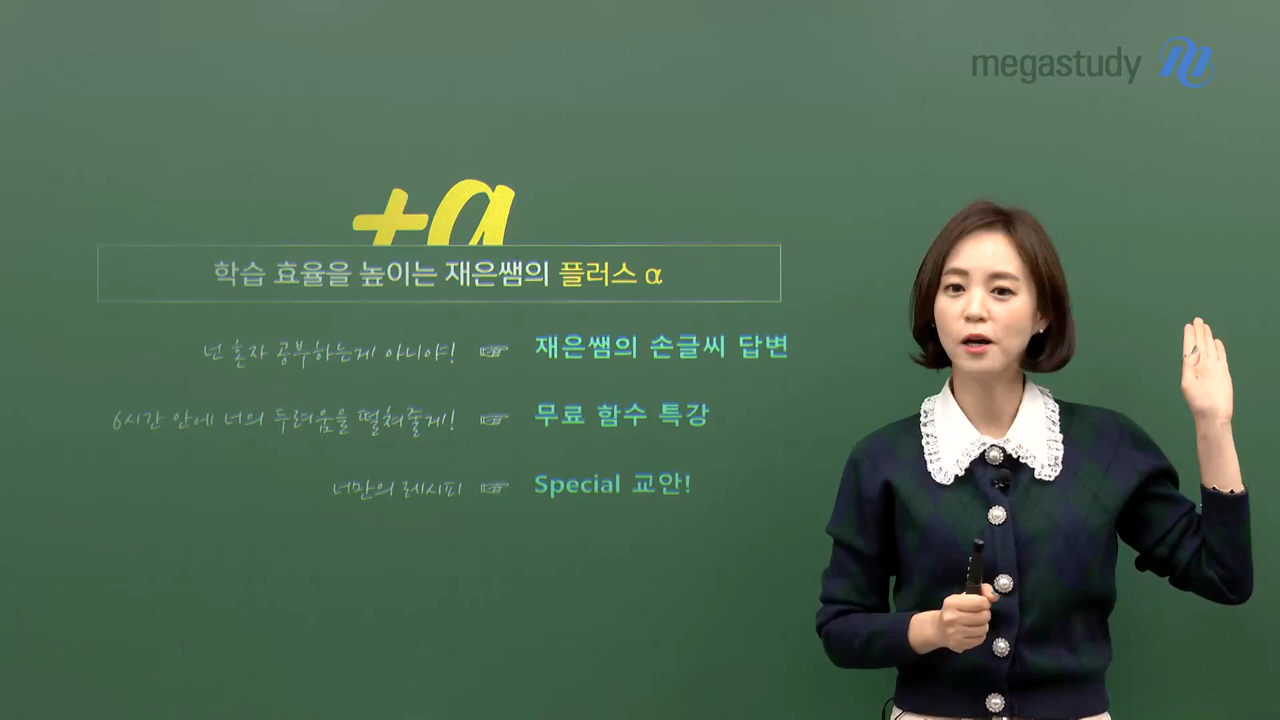 megastudy
+α
학습 효율을 높이는 재은쌤의 플러스 α
넌 혼자 공부하는게 아니야! ☞ 재은쌤의 손글씨 답변
6시간 안에 너의 두려움을 떨쳐줄게! ☞ 무료 함수 특강
너만의 레시피 ☞ Special 교안!